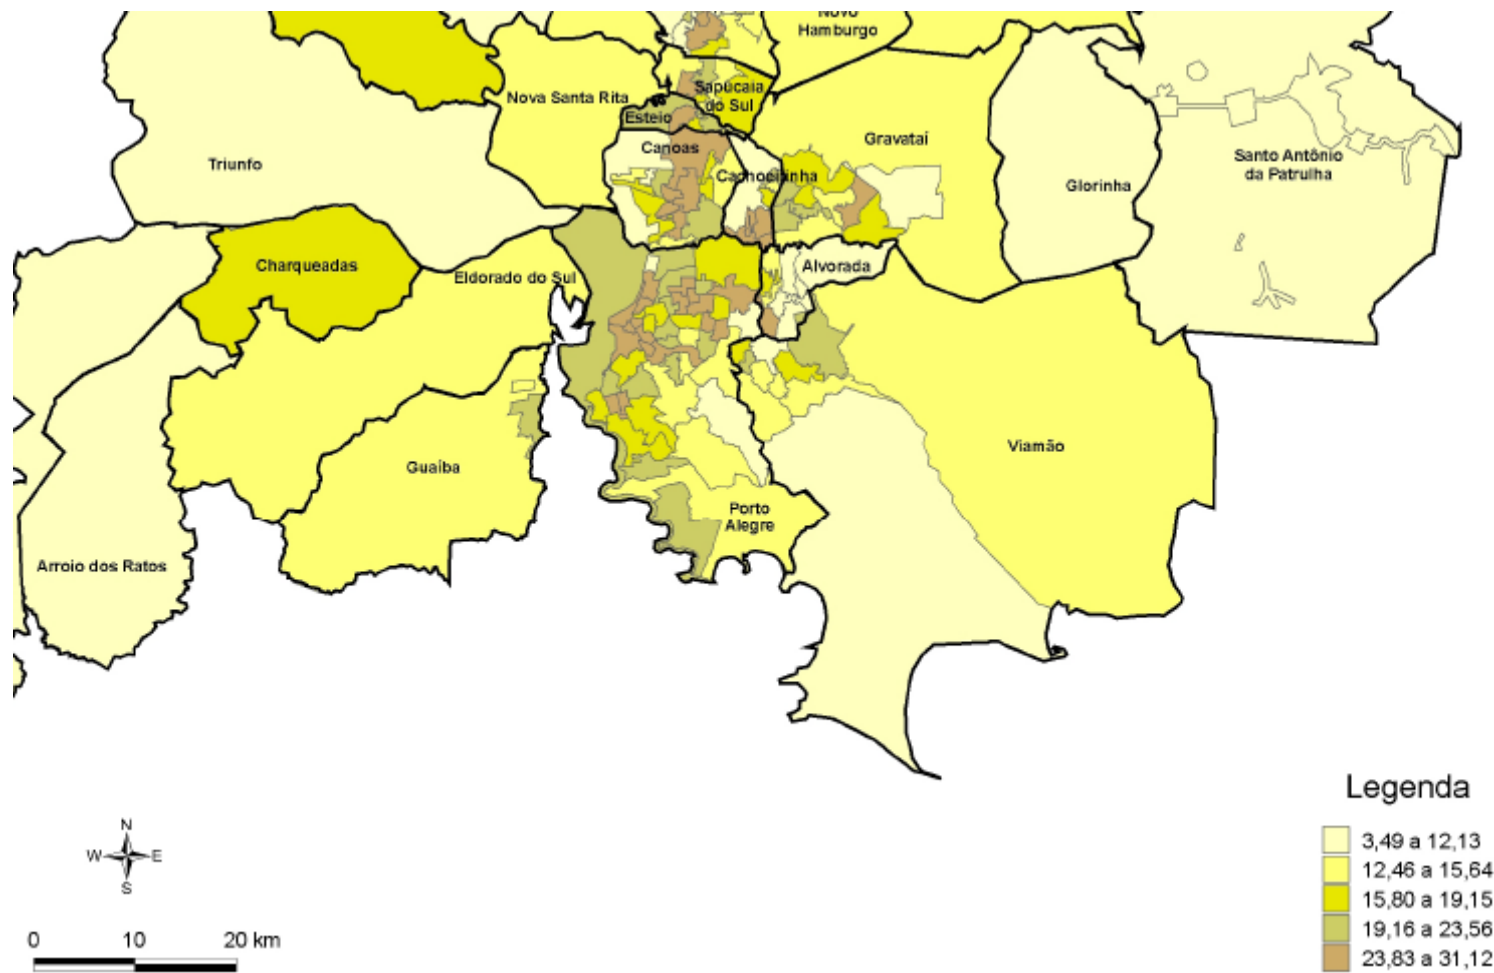 Novo
Hamburgo
Nova Santa Rita
Sapucaia
do Sul
Esteio
Canoas
Gravataí
Triunfo
Cachoeirinha
Santo Antônio
da Patrulha
Glorinha
Charqueadas
Eldorado do Sul
Alvorada
Guaíba
Viamão
Porto
Alegre
Arroio dos Ratos
Legenda
3,49 a 12,13
12,46 a 15,64
15,80 a 19,15
19,16 a 23,56
23,83 a 31,12
N
W E
S
0 10 20 km